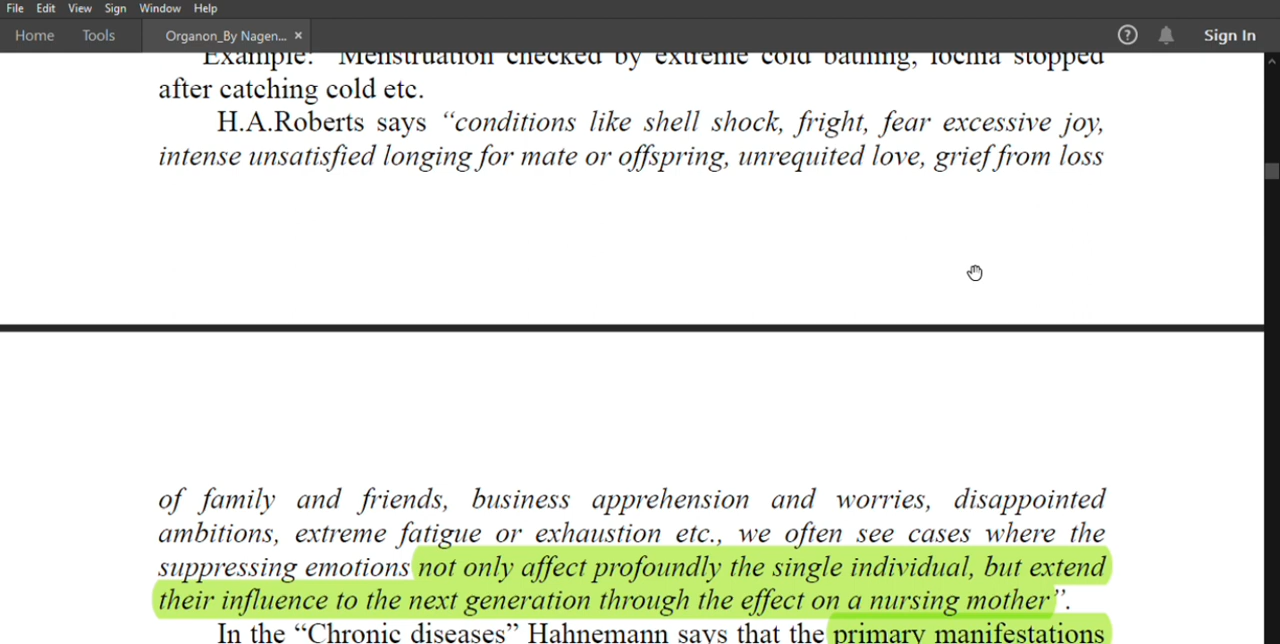 File Edit View Sign Window Help
Home Tools Organon_By Nagen... × Sign In
Example: Menstruation checked by extreme cold bathing, lochia stopped
after catching cold etc.
H.A.Roberts says “conditions like shell shock, fright, fear excessive joy,
intense unsatisfied longing for mate or offspring, unrequited love, grief from loss
of family and friends, business apprehension and worries, disappointed
ambitions, extreme fatigue or exhaustion etc., we often see cases where the
suppressing emotions not only affect profoundly the single individual, but extend
their influence to the next generation through the effect on a nursing mother”.
In the “Chronic diseases” Hahnemann says that the primary manifestations